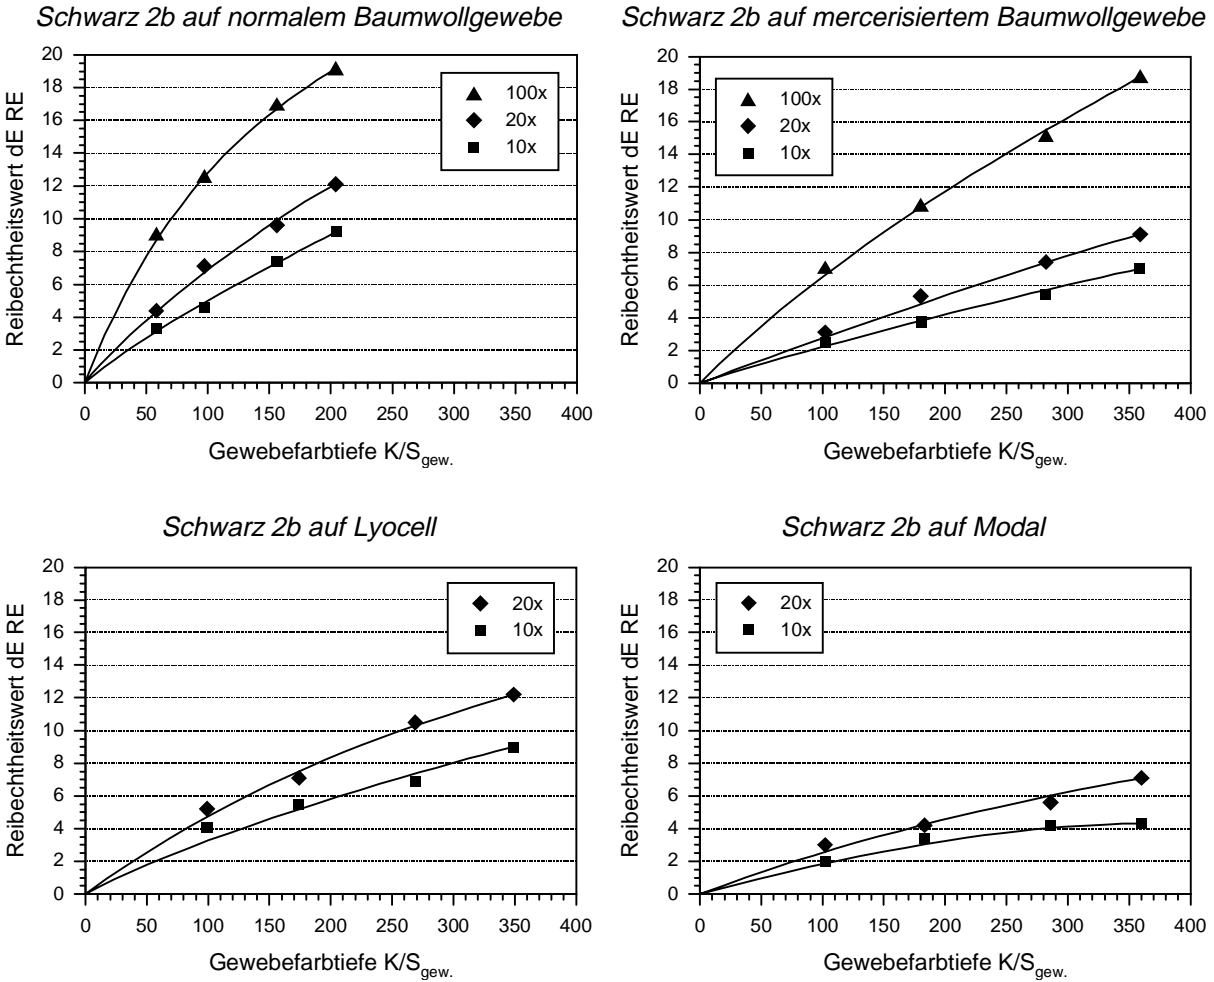 Schwarz 2b auf normalem Baumwollgewebe
20
18
16
14
12
10
8
6
4
2
0
Reibechtheitswert dE RE
100x
20x
10x
0 50 100 150 200 250 300 350 400
Gewebefarbtiefe K/Sgew.
Schwarz 2b auf mercerisiertem Baumwollgewebe
20
18
16
14
12
10
8
6
4
2
0
Reibechtheitswert dE RE
100x
20x
10x
0 50 100 150 200 250 300 350 400
Gewebefarbtiefe K/Sgew.
Schwarz 2b auf Lyocell
20
18
16
14
12
10
8
6
4
2
0
Reibechtheitswert dE RE
20x
10x
0 50 100 150 200 250 300 350 400
Gewebefarbtiefe K/Sgew.
Schwarz 2b auf Modal
20
18
16
14
12
10
8
6
4
2
0
Reibechtheitswert dE RE
20x
10x
0 50 100 150 200 250 300 350 400
Gewebefarbtiefe K/Sgew.